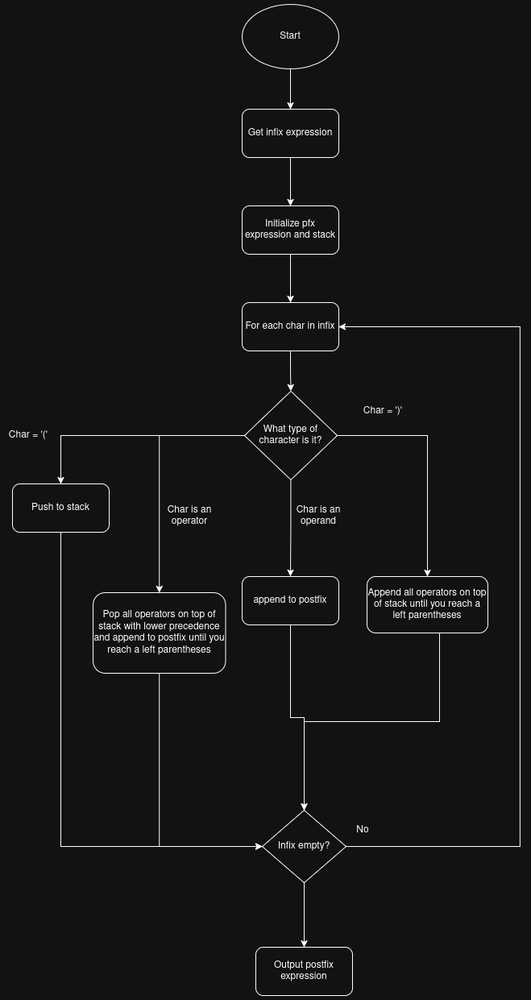 Start
Get infix expression
Initialize pfx
expression and stack
For each char in infix
What type of
character is it?
Char = '('
Char = ')'
Push to stack
Char is an
operator
Char is an
operand
Pop all operators on top of
stack with lower precedence
and append to postfix until you
reach a left parentheses
append to postfix
Append all operators on top
of stack until you reach a
left parentheses
Infix empty?
No
Output postfix
expression